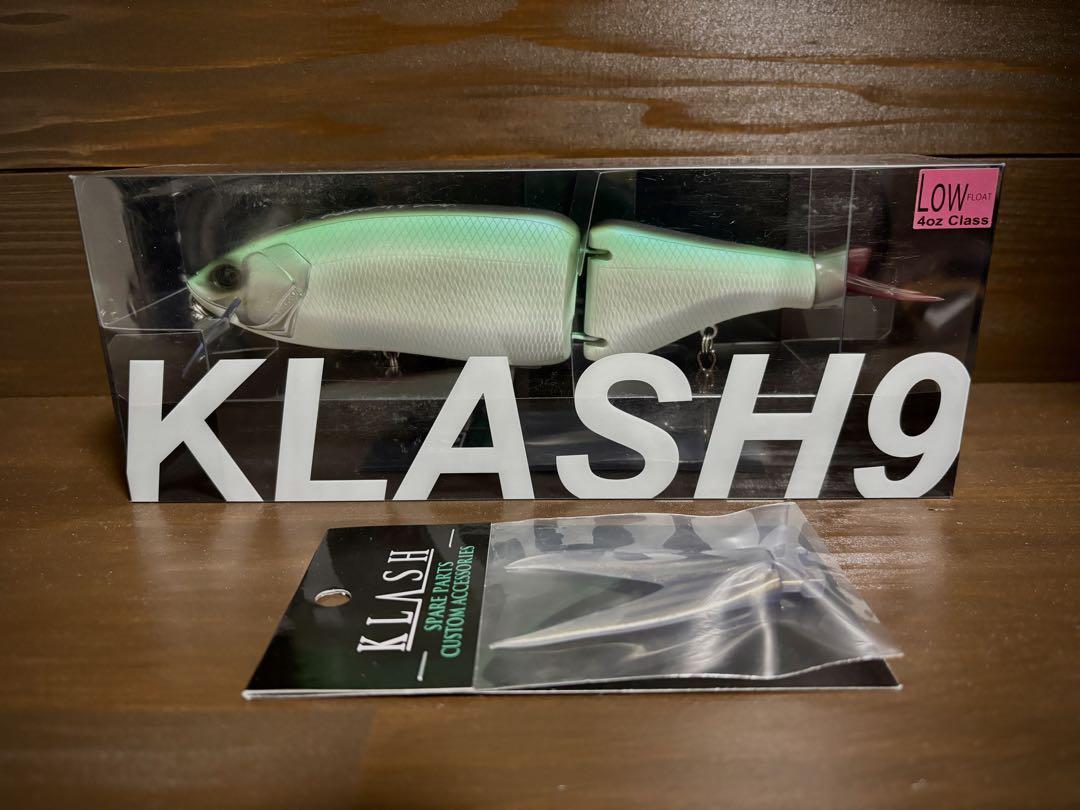 LOW FLOAT
4oz Class
KLASH9
KLASH
SPARE PARTS
CUSTOM ACCESSORIES